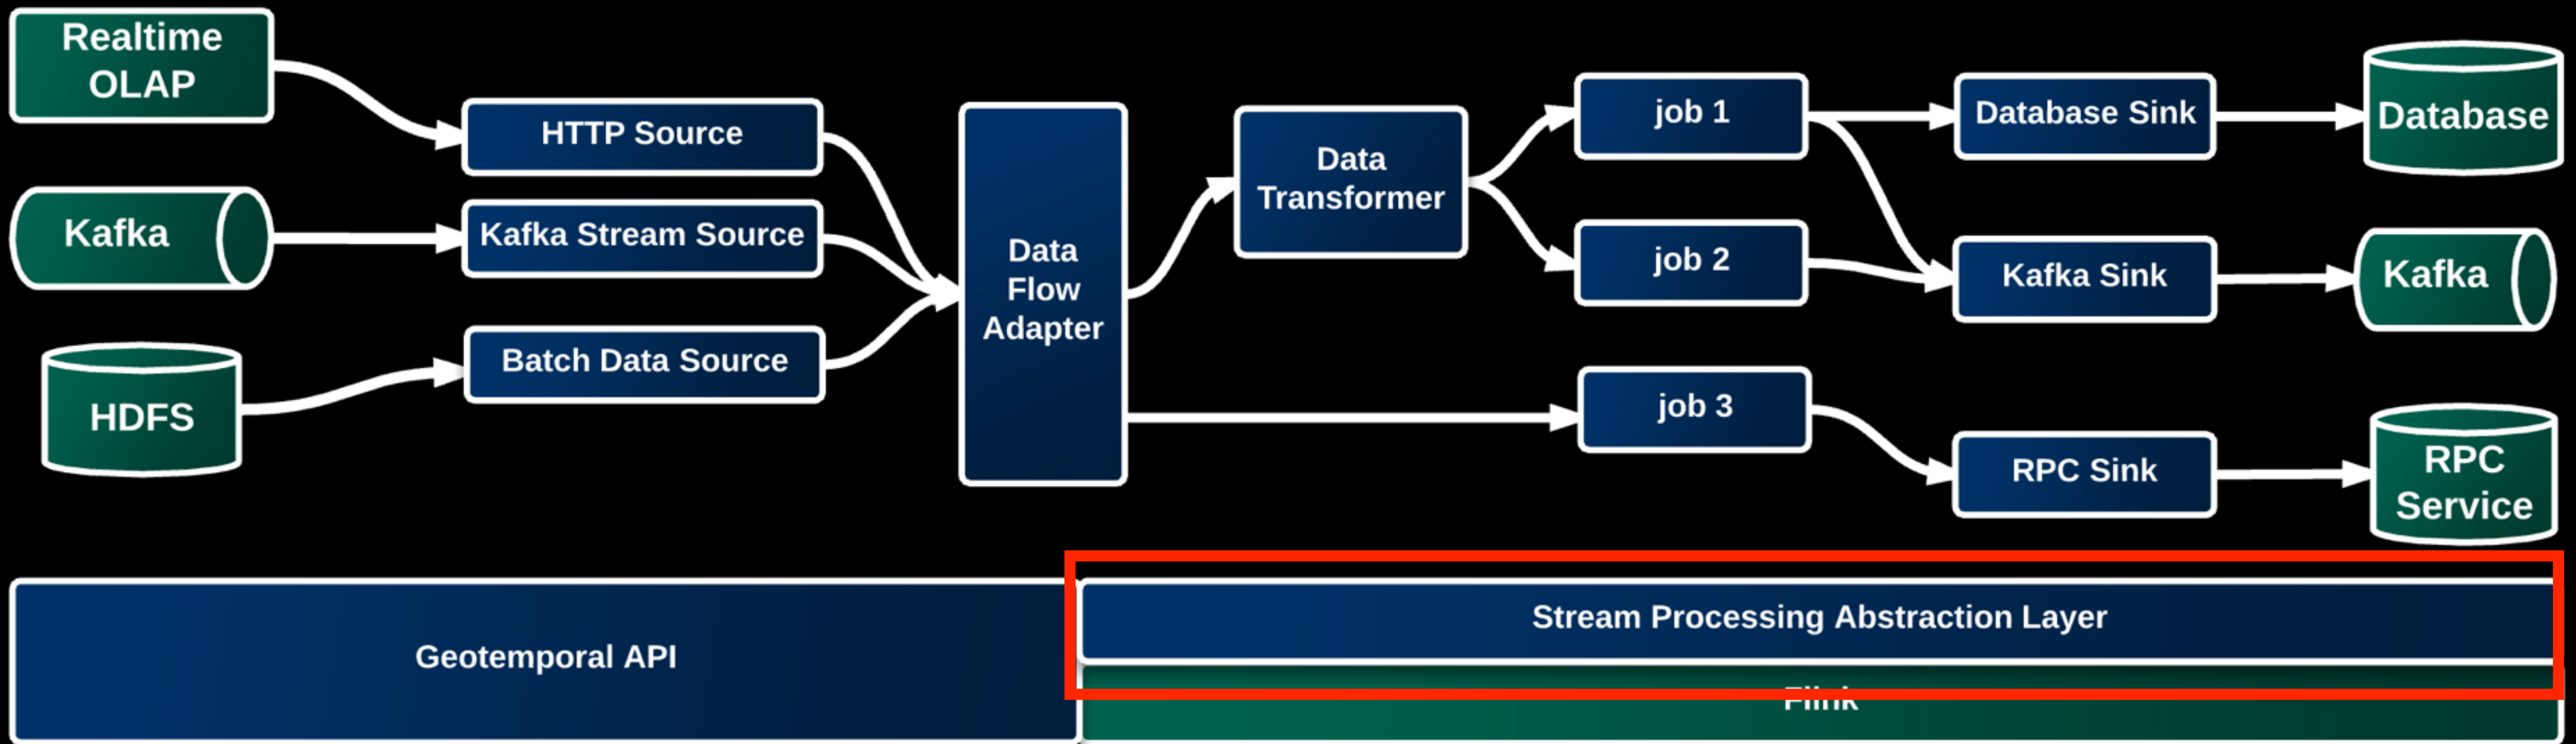 Realtime
OLAP
Kafka
HDFS
HTTP Source
Kafka Stream Source
Batch Data Source
Data
Flow
Adapter
Data
Transformer
job 1
job 2
job 3
Database Sink
Kafka Sink
RPC Sink
Database
Kafka
RPC
Service
Geotemporal API
Stream Processing Abstraction Layer
Flink